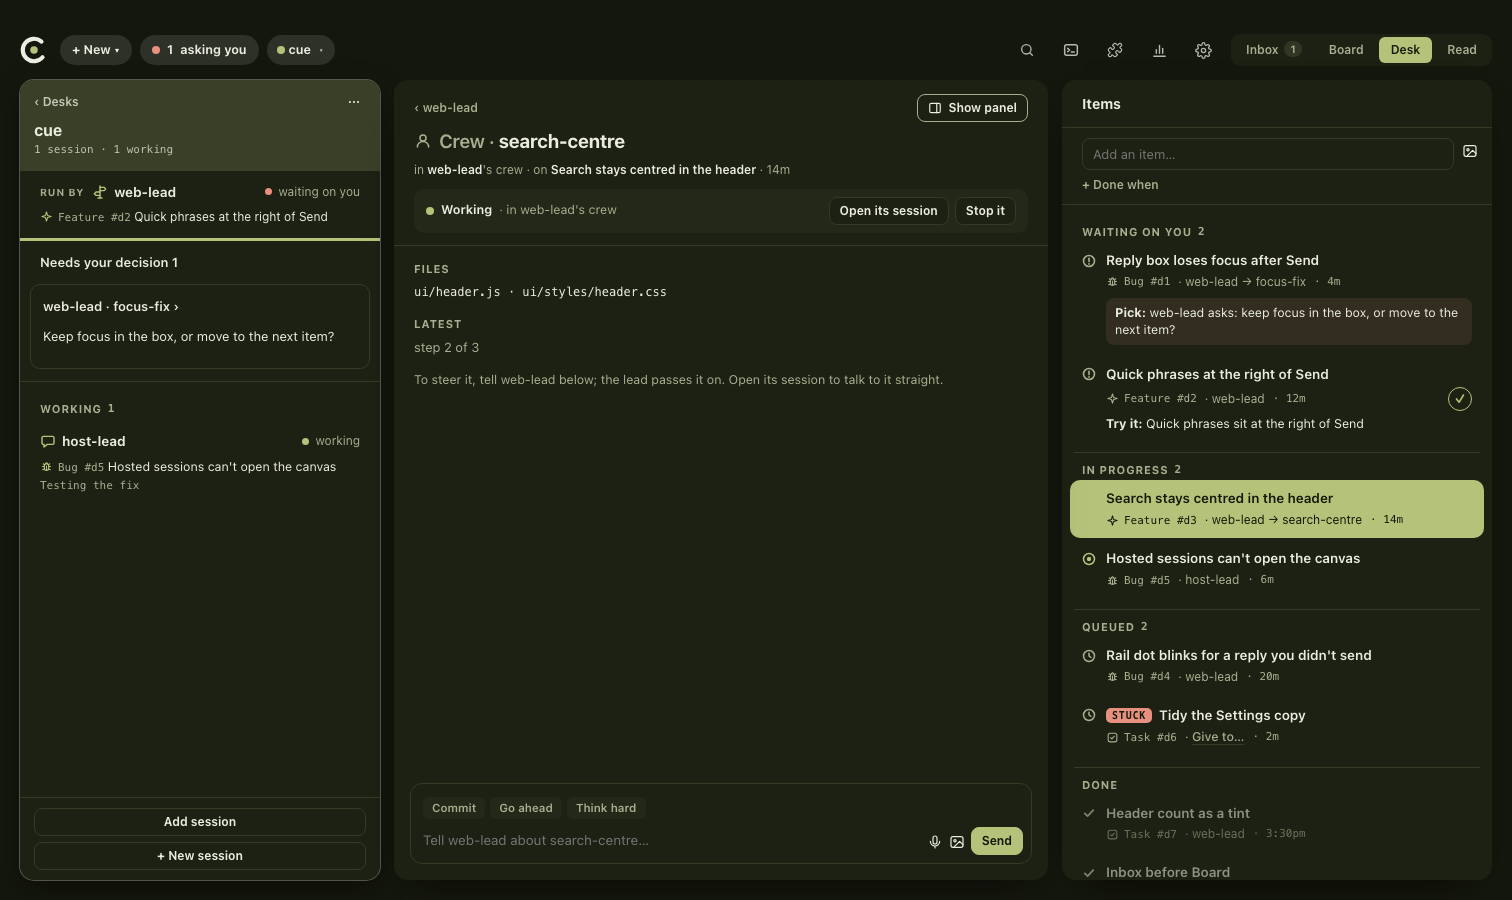 + New ▾
1 asking you
cue ·
Inbox 1
Board
Desk
Read
‹ Desks
···
cue
1 session · 1 working
RUN BY web-lead
waiting on you
Feature #d2 Quick phrases at the right of Send
Needs your decision 1
web-lead · focus-fix ›
Keep focus in the box, or move to the next item?
WORKING 1
host-lead
working
Bug #d5 Hosted sessions can't open the canvas
Testing the fix
Add session
+ New session
‹ web-lead
Show panel
Crew · search-centre
in web-lead's crew · on Search stays centred in the header · 14m
Working · in web-lead's crew
Open its session
Stop it
FILES
ui/header.js · ui/styles/header.css
LATEST
step 2 of 3
To steer it, tell web-lead below; the lead passes it on. Open its session to talk to it straight.
Commit
Go ahead
Think hard
Tell web-lead about search-centre...
Send
Items
Add an item...
+ Done when
WAITING ON YOU 2
Reply box loses focus after Send
Bug #d1 · web-lead → focus-fix · 4m
Pick: web-lead asks: keep focus in the box, or move to the
next item?
Quick phrases at the right of Send
Feature #d2 · web-lead · 12m
Try it: Quick phrases sit at the right of Send
IN PROGRESS 2
Search stays centred in the header
Feature #d3 · web-lead → search-centre · 14m
Hosted sessions can't open the canvas
Bug #d5 · host-lead · 6m
QUEUED 2
Rail dot blinks for a reply you didn't send
Bug #d4 · web-lead · 20m
STUCK Tidy the Settings copy
Task #d6 · Give to... · 2m
DONE
Header count as a tint
Task #d7 · web-lead · 3:30pm
Inbox before Board